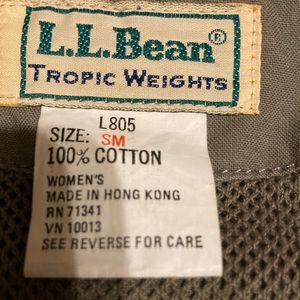 L.L.Bean®
TROPIC WEIGHTS
L805
SIZE: SM
100% COTTON
WOMEN'S
MADE IN HONG KONG
RN 71341
VN 10013
SEE REVERSE FOR CARE